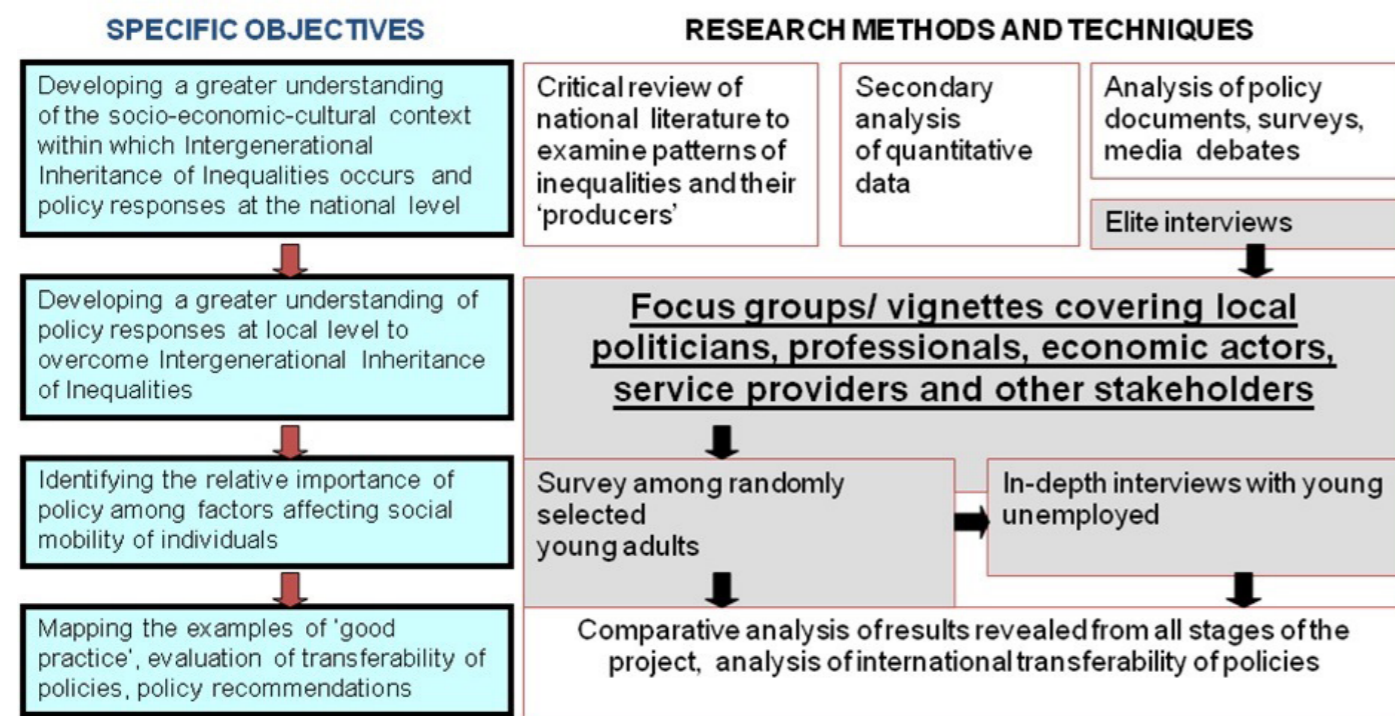 SPECIFIC OBJECTIVES
RESEARCH METHODS AND TECHNIQUES
Developing a greater understanding
of the socio-economic-cultural context
within which Intergenerational
Inheritance of Inequalities occurs and
policy responses at the national level
Critical review of
national literature to
examine patterns of
inequalities and their
‘producers’
Secondary
analysis
of quantitative
data
Analysis of policy
documents, surveys,
media debates
Elite interviews
Developing a greater understanding of
policy responses at local level to
overcome Intergenerational Inheritance
of Inequalities
Focus groups/ vignettes covering local
politicians, professionals, economic actors,
service providers and other stakeholders
Identifying the relative importance of
policy among factors affecting social
mobility of individuals
Survey among randomly
selected
young adults
In-depth interviews with young
unemployed
Mapping the examples of ‘good
practice’, evaluation of transferability of
policies, policy recommendations
Comparative analysis of results revealed from all stages of the
project, analysis of international transferability of policies